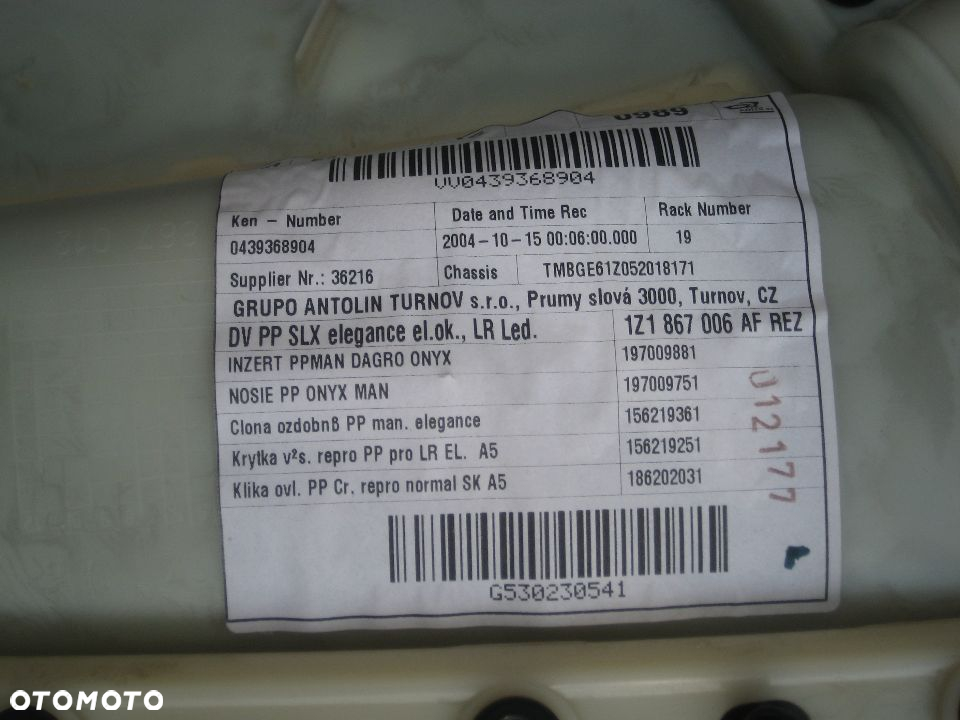 0989
VV0439368904
Ken - Number Date and Time Rec Rack Number
0439368904 2004-10-15 00:06:00.000 19
Supplier Nr.: 36216 Chassis TMBGE61Z052018171
GRUPO ANTOLIN TURNOV s.r.o., Prumy slová 3000, Turnov, CZ
DV PP SLX elegance el.ok., LR Led. 1Z1 867 006 AF REZ
INZERT PPMAN DAGRO ONYX 197009881
NOSIE PP ONYX MAN 197009751
Clona ozdobnß PP man. elegance 156219361
Krytka v²s. repro PP pro LR EL. A5 156219251
Klika ovl. PP Cr. repro normal SK A5 186202031
012177
G530230541
OTOMOTO